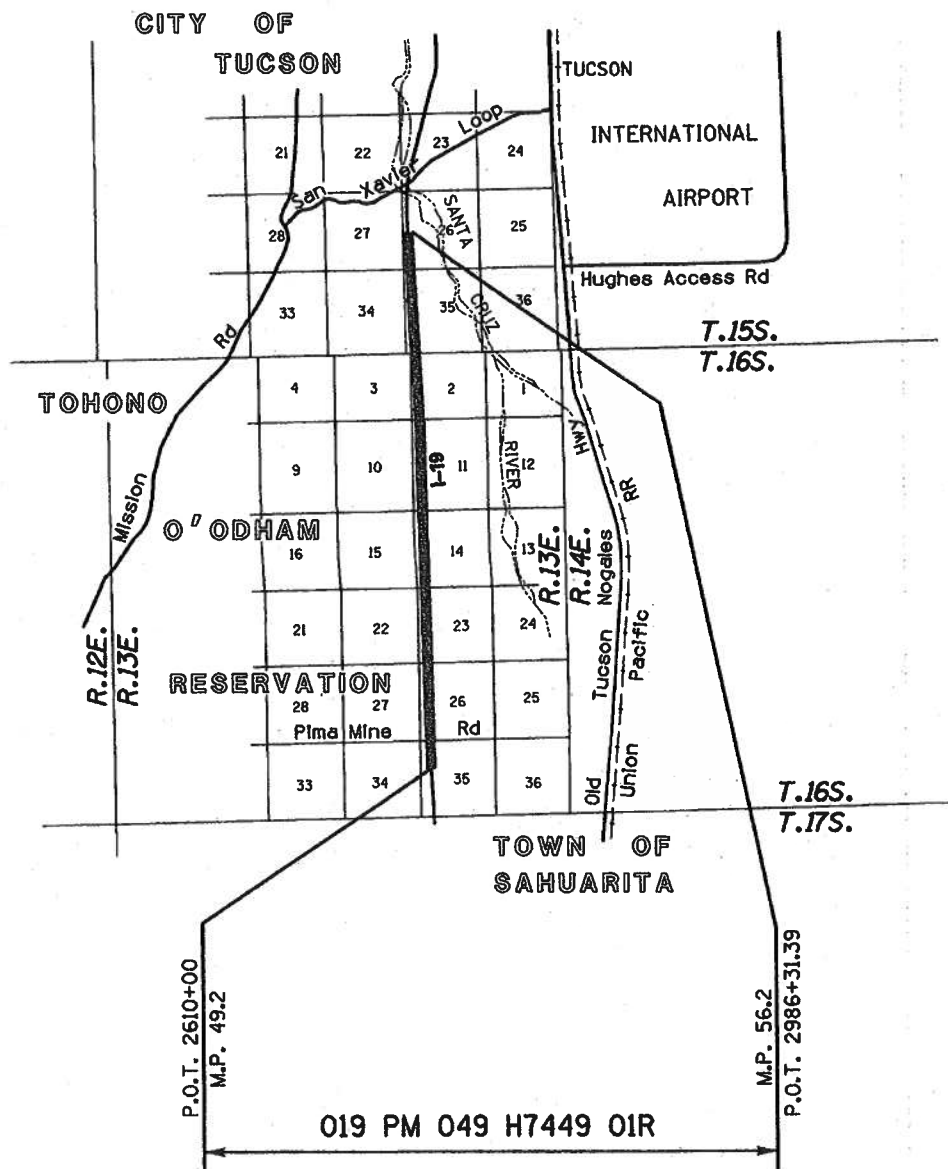 CITY OF
TUCSON
TUCSON
INTERNATIONAL
AIRPORT
21
22
23
24
San Xavier Loop
28
27
26
25
SANTA
Hughes Access Rd
33
34
35
36
CRUZ
T.15S.
T.16S.
Rd
TOHONO
4
3
2
1
HWY
9
10
I-19
11
12
RIVER
RR
Mission
O'ODHAM
16
15
14
13
R.13E.
R.14E.
Nogales
21
22
23
24
Tucson
Pacific
R.12E.
R.13E.
RESERVATION
28
27
26
25
Pima Mine Rd
33
34
35
36
Old
Union
T.16S.
T.17S.
TOWN OF
SAHUARITA
P.O.T. 2610+00
M.P. 49.2
M.P. 56.2
P.O.T. 2986+31.39
019 PM 049 H7449 01R